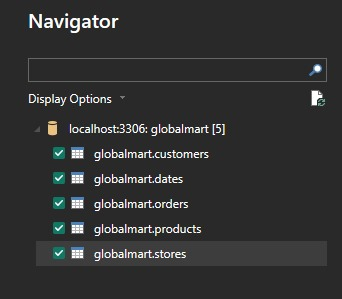 Navigator
Display Options
localhost:3306: globalmart [5]
globalmart.customers
globalmart.dates
globalmart.orders
globalmart.products
globalmart.stores